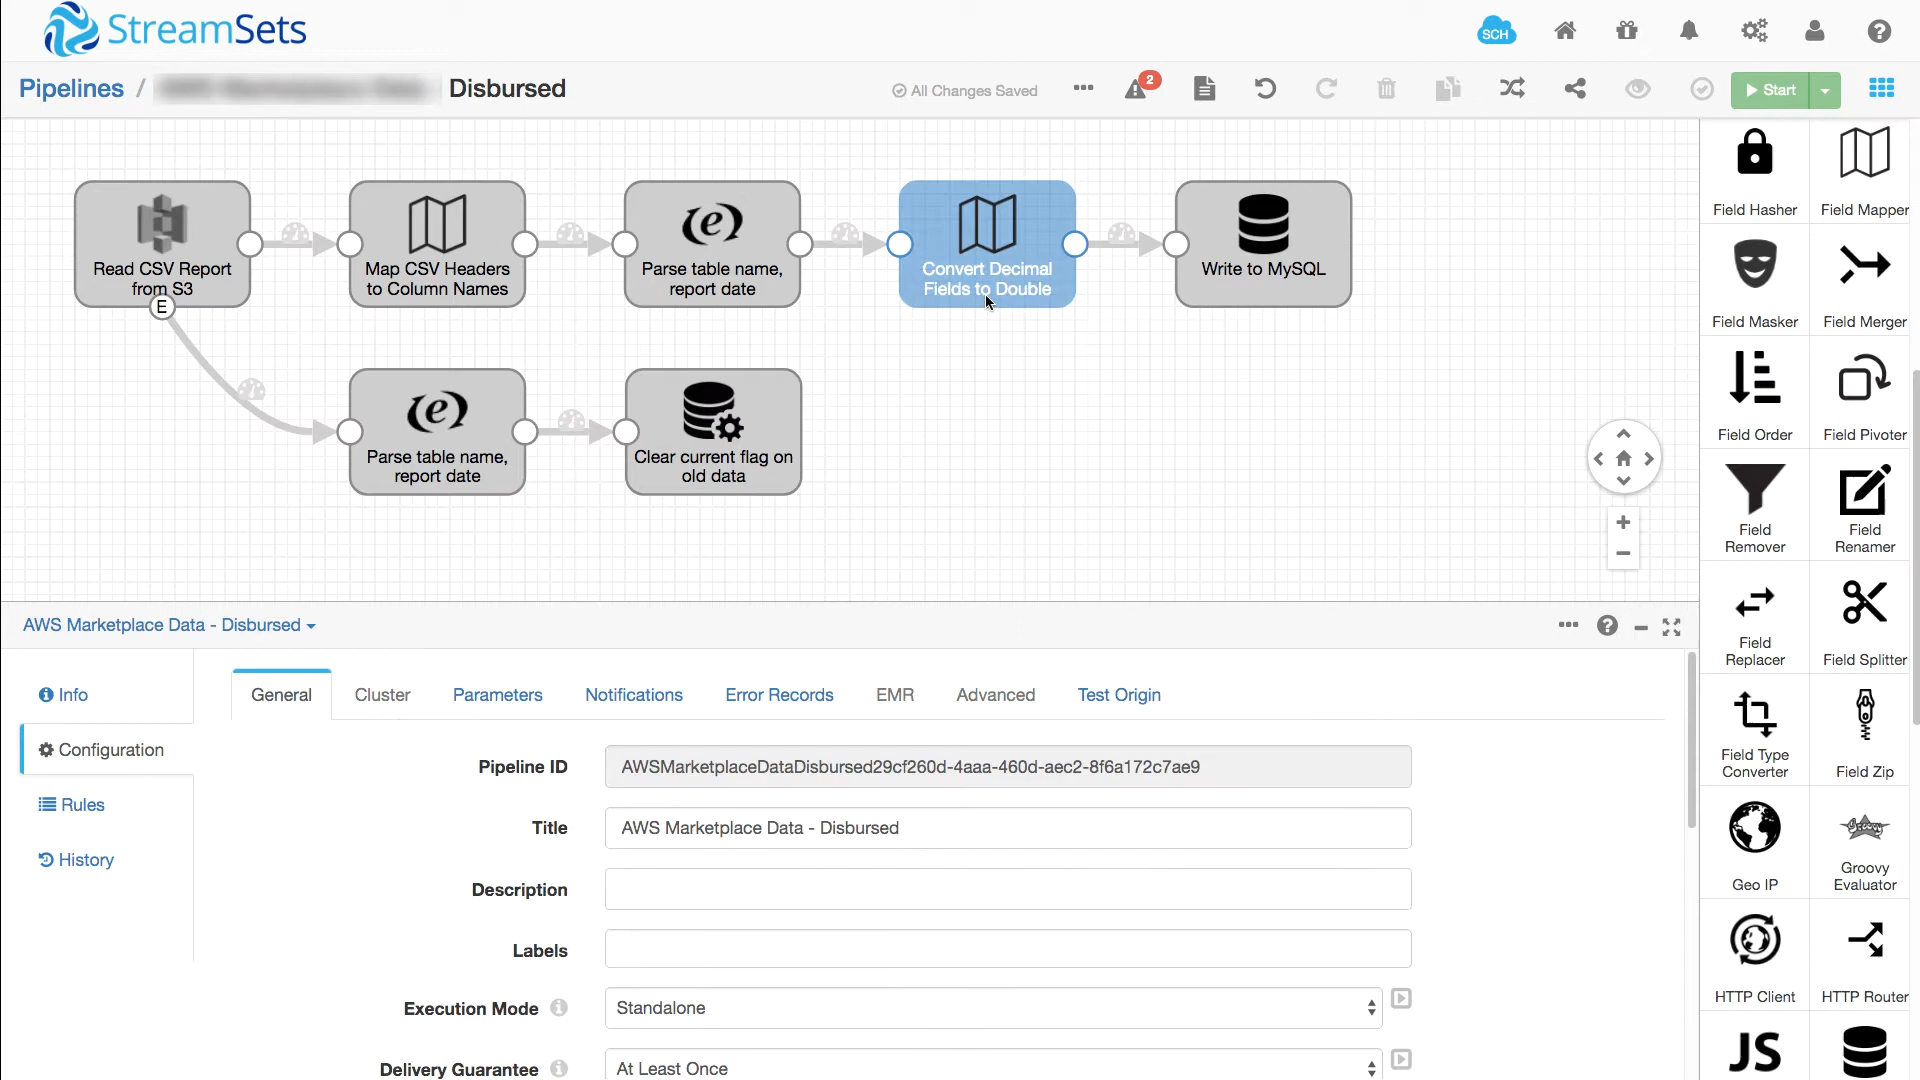 StreamSets
SCH
Pipelines / Disbursed
All Changes Saved
2
Start
Read CSV Report
from S3
E
Map CSV Headers
to Column Names
Parse table name,
report date
Convert Decimal
Fields to Double
Write to MySQL
Parse table name,
report date
Clear current flag on
old data
Field Hasher
Field Mapper
Field Masker
Field Merger
Field Order
Field Pivoter
Field
Remover
Field
Renamer
Field
Replacer
Field Splitter
Field Type
Converter
Field Zip
Geo IP
Groovy
Groovy
Evaluator
HTTP Client
HTTP Router
JS
AWS Marketplace Data - Disbursed
Info
Configuration
Rules
History
General
Cluster
Parameters
Notifications
Error Records
EMR
Advanced
Test Origin
Pipeline ID
AWSMarketplaceDataDisbursed29cf260d-4aaa-460d-aec2-8f6a172c7ae9
Title
AWS Marketplace Data - Disbursed
Description
Labels
Execution Mode
Standalone
Delivery Guarantee
At Least Once